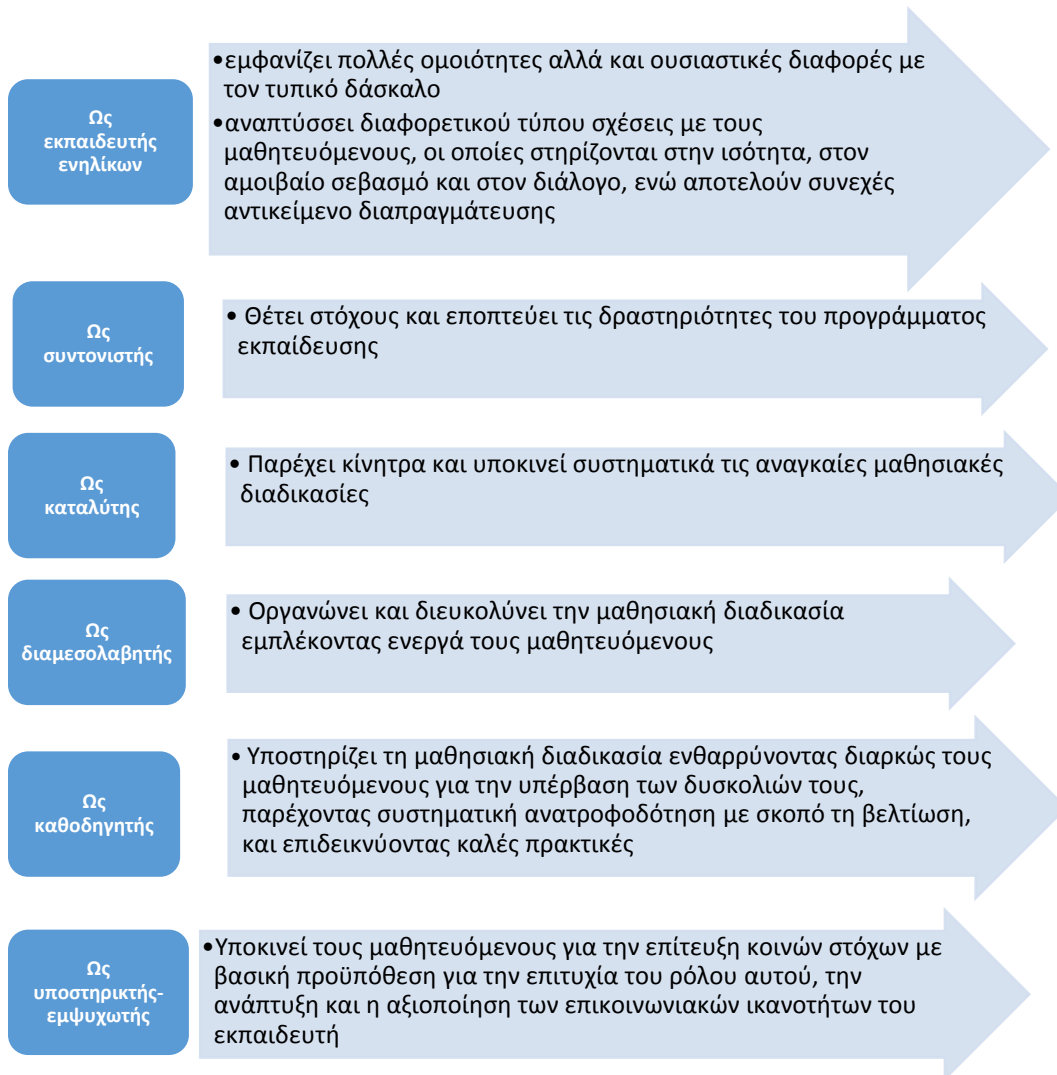 Ως
εκπαιδευτής
ενηλίκων
•εμφανίζει πολλές ομοιότητες αλλά και ουσιαστικές διαφορές με
τον τυπικό δάσκαλο
•αναπτύσσει διαφορετικού τύπου σχέσεις με τους
μαθητευόμενους, οι οποίες στηρίζονται στην ισότητα, στον
αμοιβαίο σεβασμό και στον διάλογο, ενώ αποτελούν συνεχές
αντικείμενο διαπραγμάτευσης
Ως
συντονιστής
• Θέτει στόχους και εποπτεύει τις δραστηριότητες του προγράμματος
εκπαίδευσης
Ως
καταλύτης
• Παρέχει κίνητρα και υποκινεί συστηματικά τις αναγκαίες μαθησιακές
διαδικασίες
Ως
διαμεσολαβητής
• Οργανώνει και διευκολύνει την μαθησιακή διαδικασία
εμπλέκοντας ενεργά τους μαθητευόμενους
Ως
καθοδηγητής
• Υποστηρίζει τη μαθησιακή διαδικασία ενθαρρύνοντας διαρκώς τους
μαθητευόμενους για την υπέρβαση των δυσκολιών τους,
παρέχοντας συστηματική ανατροφοδότηση με σκοπό τη βελτίωση,
και επιδεικνύοντας καλές πρακτικές
Ως
υποστηρικτής-
εμψυχωτής
•Υποκινεί τους μαθητευόμενους για την επίτευξη κοινών στόχων με
βασική προϋπόθεση για την επιτυχία του ρόλου αυτού, την
ανάπτυξη και η αξιοποίηση των επικοινωνιακών ικανοτήτων του
εκπαιδευτή